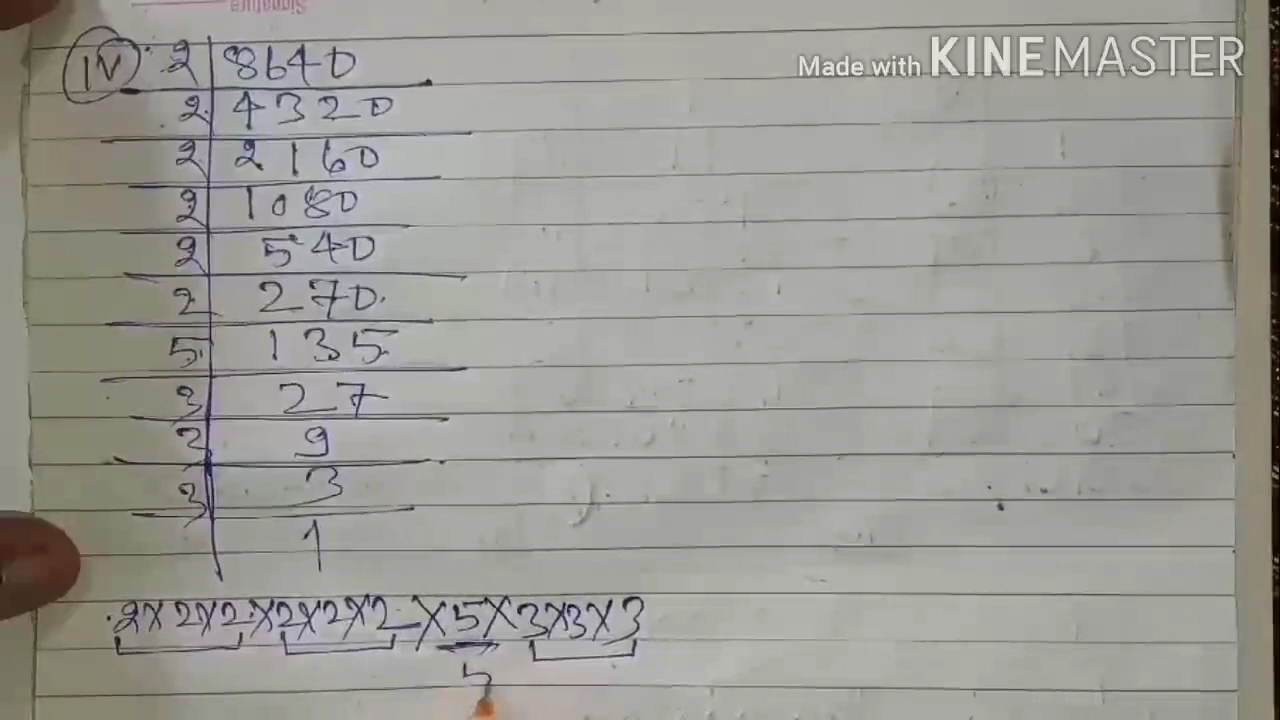 Signature
Made with KINEMASTER
(iv) 2 | 8640
2 | 4320
2 | 2160
2 | 1080
2 | 540
2 | 270
5 | 135
3 | 27
3 | 9
3 | 3
1
2×2×2×2×2×2×5×3×3×3
5